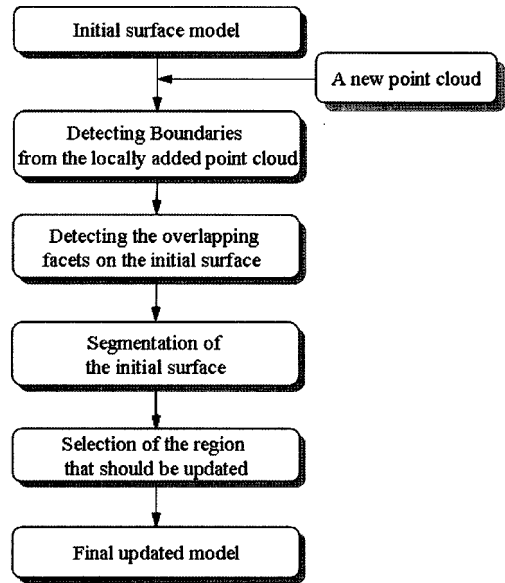 Initial surface model
A new point cloud
Detecting Boundaries
from the locally added point cloud
Detecting the overlapping
facets on the initial surface
Segmentation of
the initial surface
Selection of the region
that should be updated
Final updated model